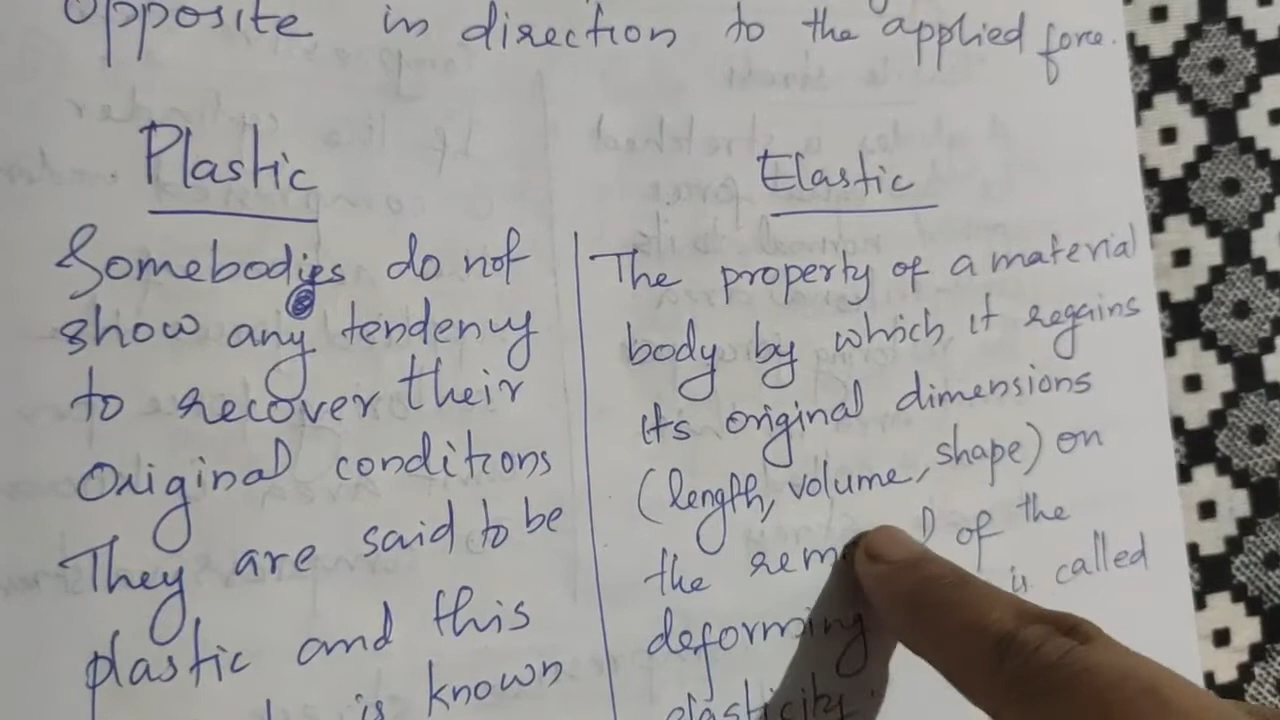 Opposite in direction to the applied force.
Plastic
Somebodies do not
show any tendency
to recover their
Original conditions
They are said to be
plastic and this
is known
Elastic
The property of a material
body by which it regains
its original dimensions
(length, volume, shape) on
the of the
deforming is called
elasticity.